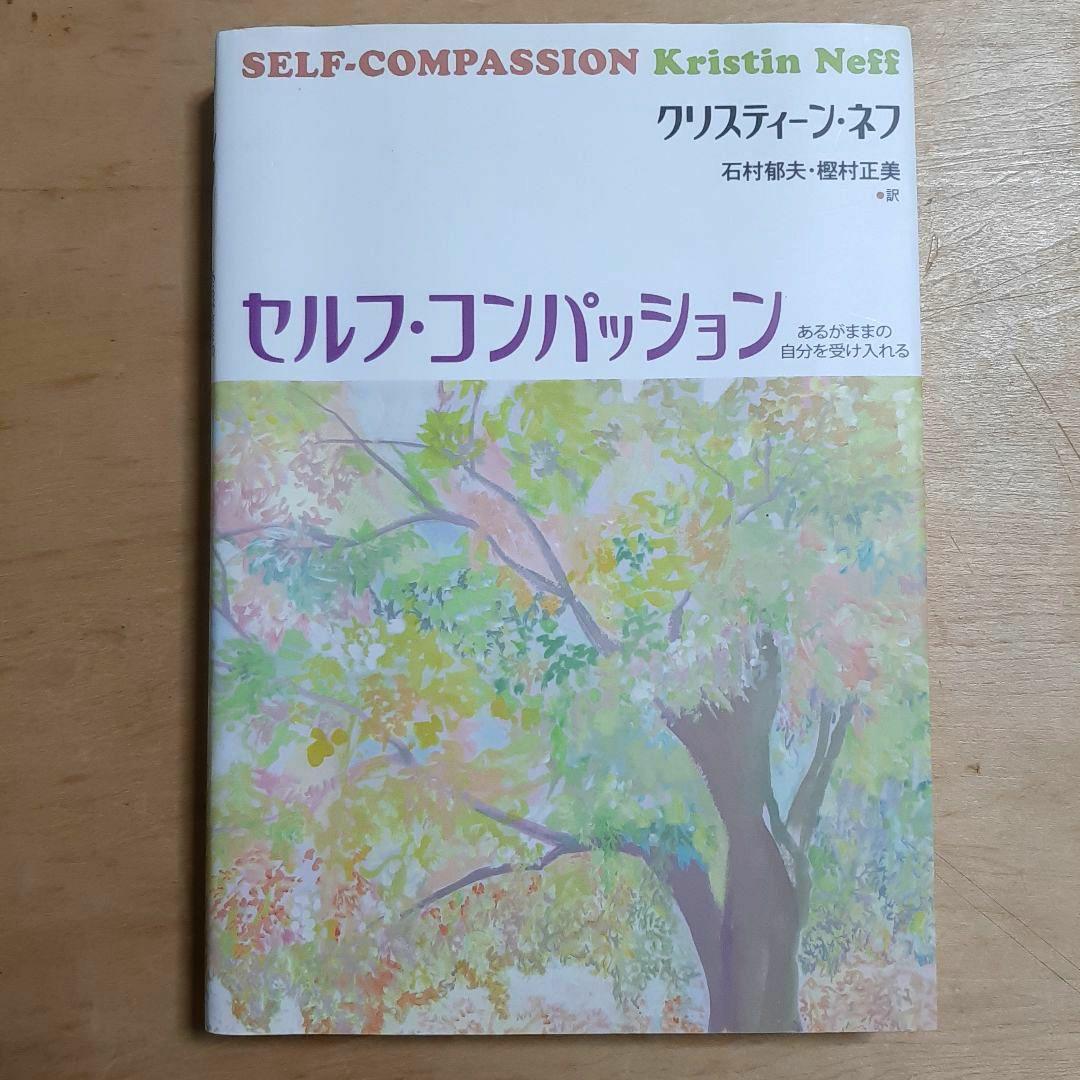 SELF-COMPASSION Kristin Neff
クリスティーン・ネフ
石村郁夫・樫村正美
●訳
セルフ・コンパッション
あるがままの
自分を受け入れる